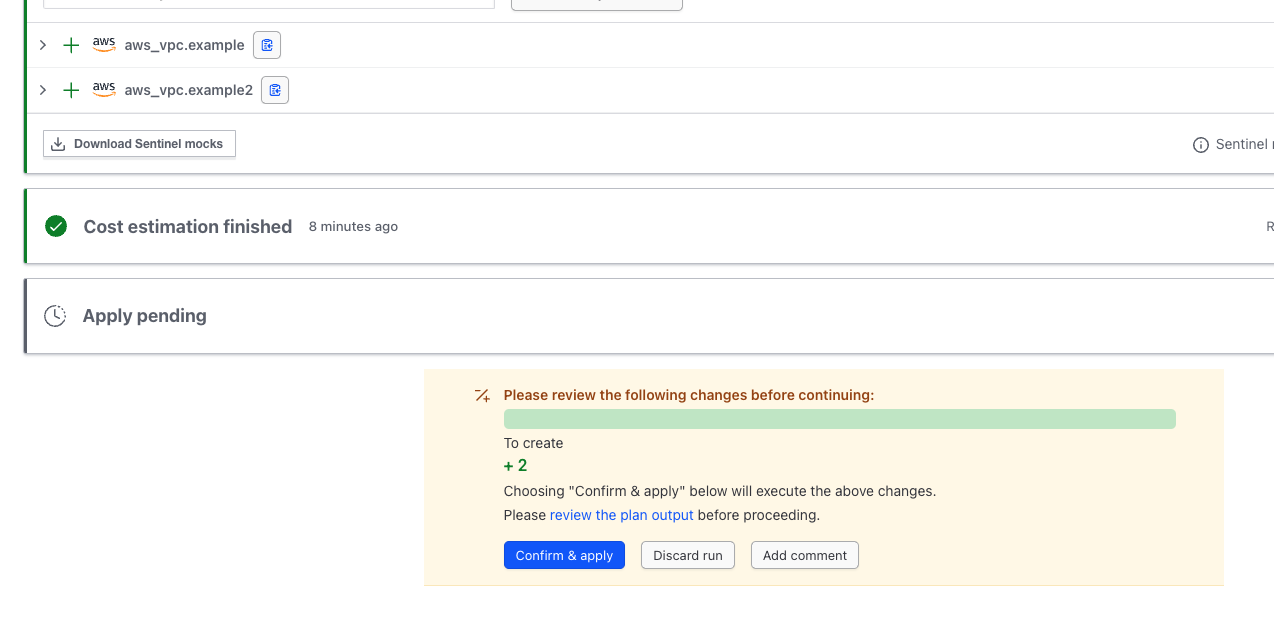 aws aws_vpc.example
aws aws_vpc.example2
Download Sentinel mocks
Sentinel
Cost estimation finished 8 minutes ago
R
Apply pending
Please review the following changes before continuing:
To create
+ 2
Choosing "Confirm & apply" below will execute the above changes.
Please review the plan output before proceeding.
Confirm & apply Discard run Add comment